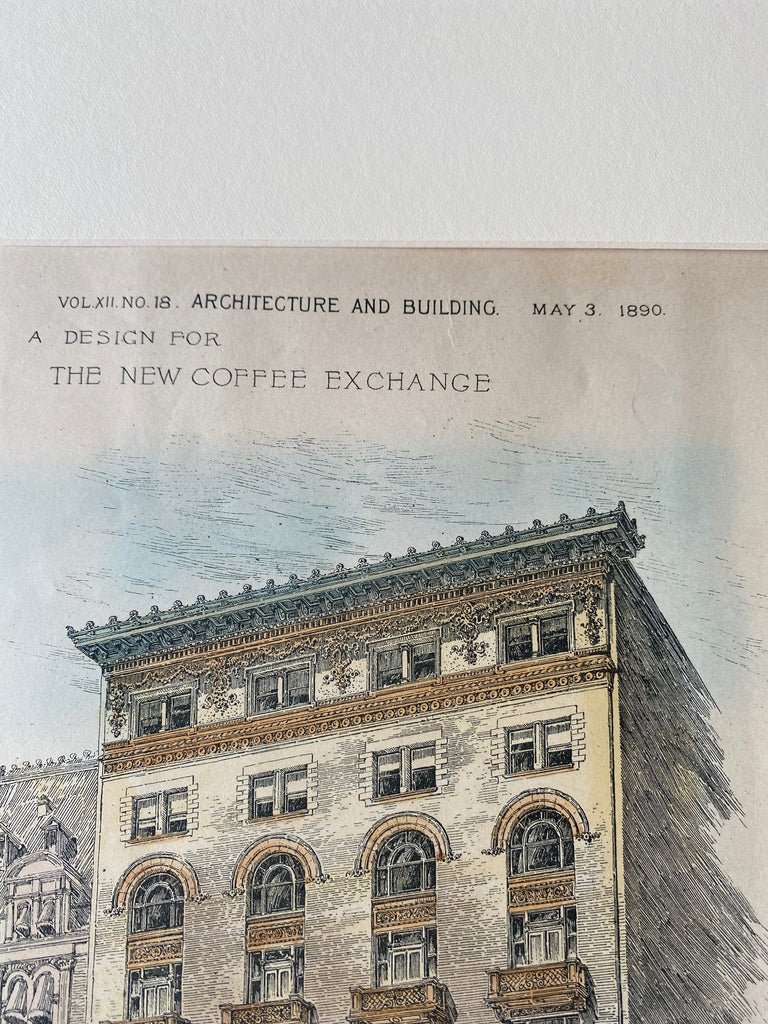 VOL.XII. NO. 18. ARCHITECTURE AND BUILDING. MAY 3. 1890.
A DESIGN FOR
THE NEW COFFEE EXCHANGE